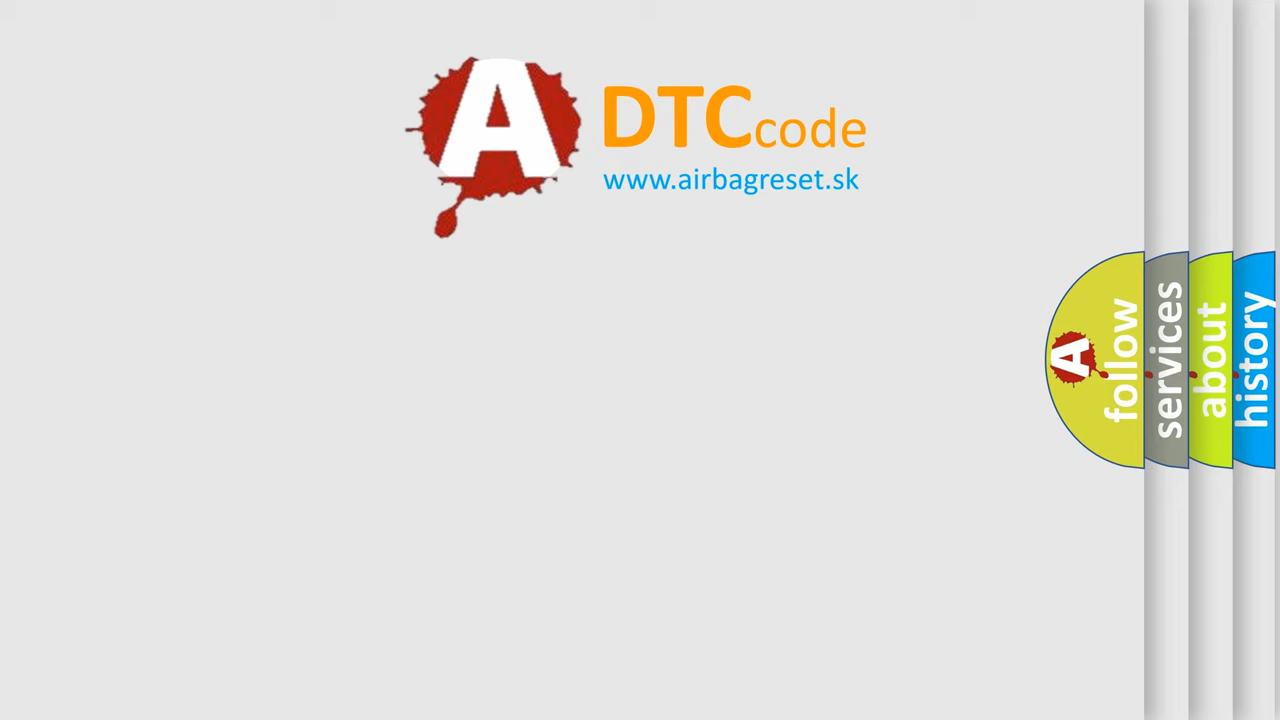 A
DTCcode
www.airbagreset.sk
A
follow
services
about
history